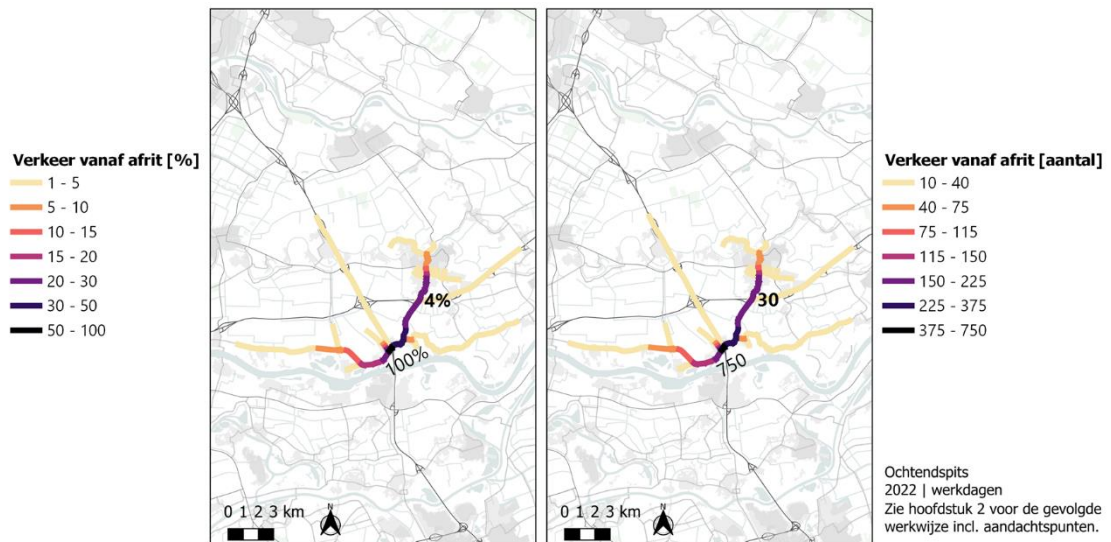 Verkeer vanaf afrit [%]
1 - 5
5 - 10
10 - 15
15 - 20
20 - 30
30 - 50
50 - 100
4%
100%
0 1 2 3 km
N
30
750
0 1 2 3 km
N
Verkeer vanaf afrit [aantal]
10 - 40
40 - 75
75 - 115
115 - 150
150 - 225
225 - 375
375 - 750
Ochtendspits
2022 | werkdagen
Zie hoofdstuk 2 voor de gevolgde
werkwijze incl. aandachtspunten.